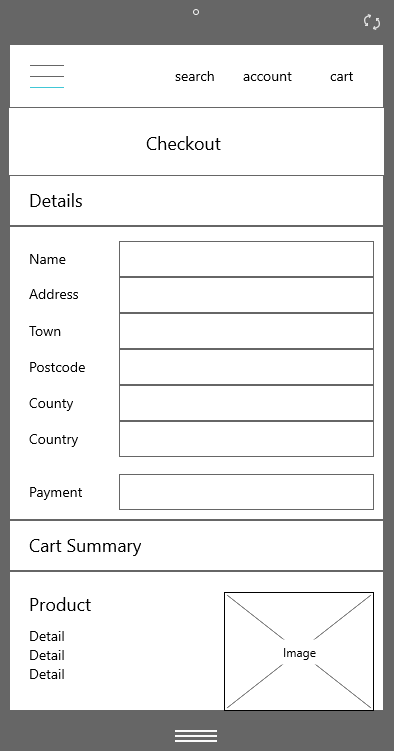 search account cart
Checkout
Details
Name
Address
Town
Postcode
County
Country
Payment
Cart Summary
Product
Detail
Detail
Detail
Image